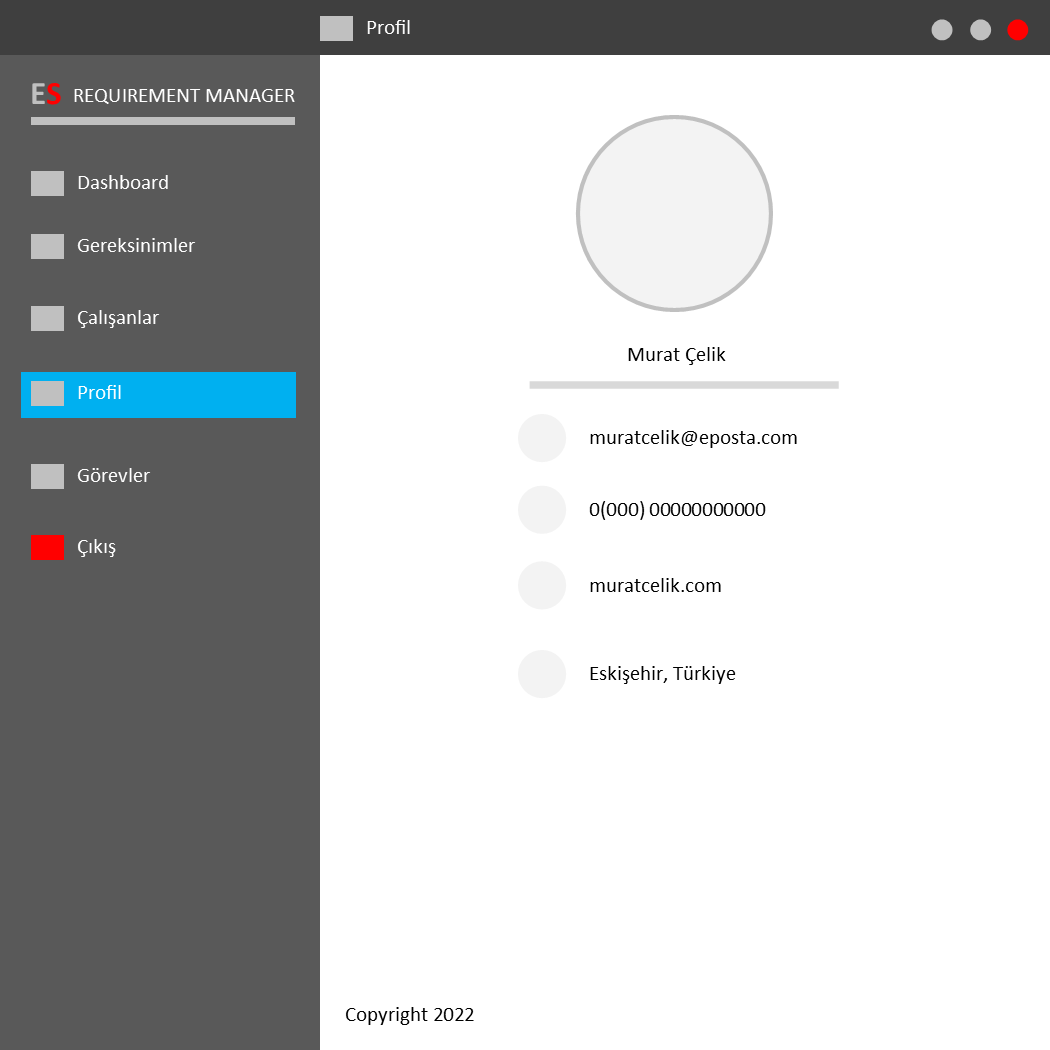 Profil
ES REQUIREMENT MANAGER
Dashboard
Gereksinimler
Çalışanlar
Profil
Görevler
Çıkış
Murat Çelik
muratcelik@eposta.com
0(000) 00000000000
muratcelik.com
Eskişehir, Türkiye
Copyright 2022